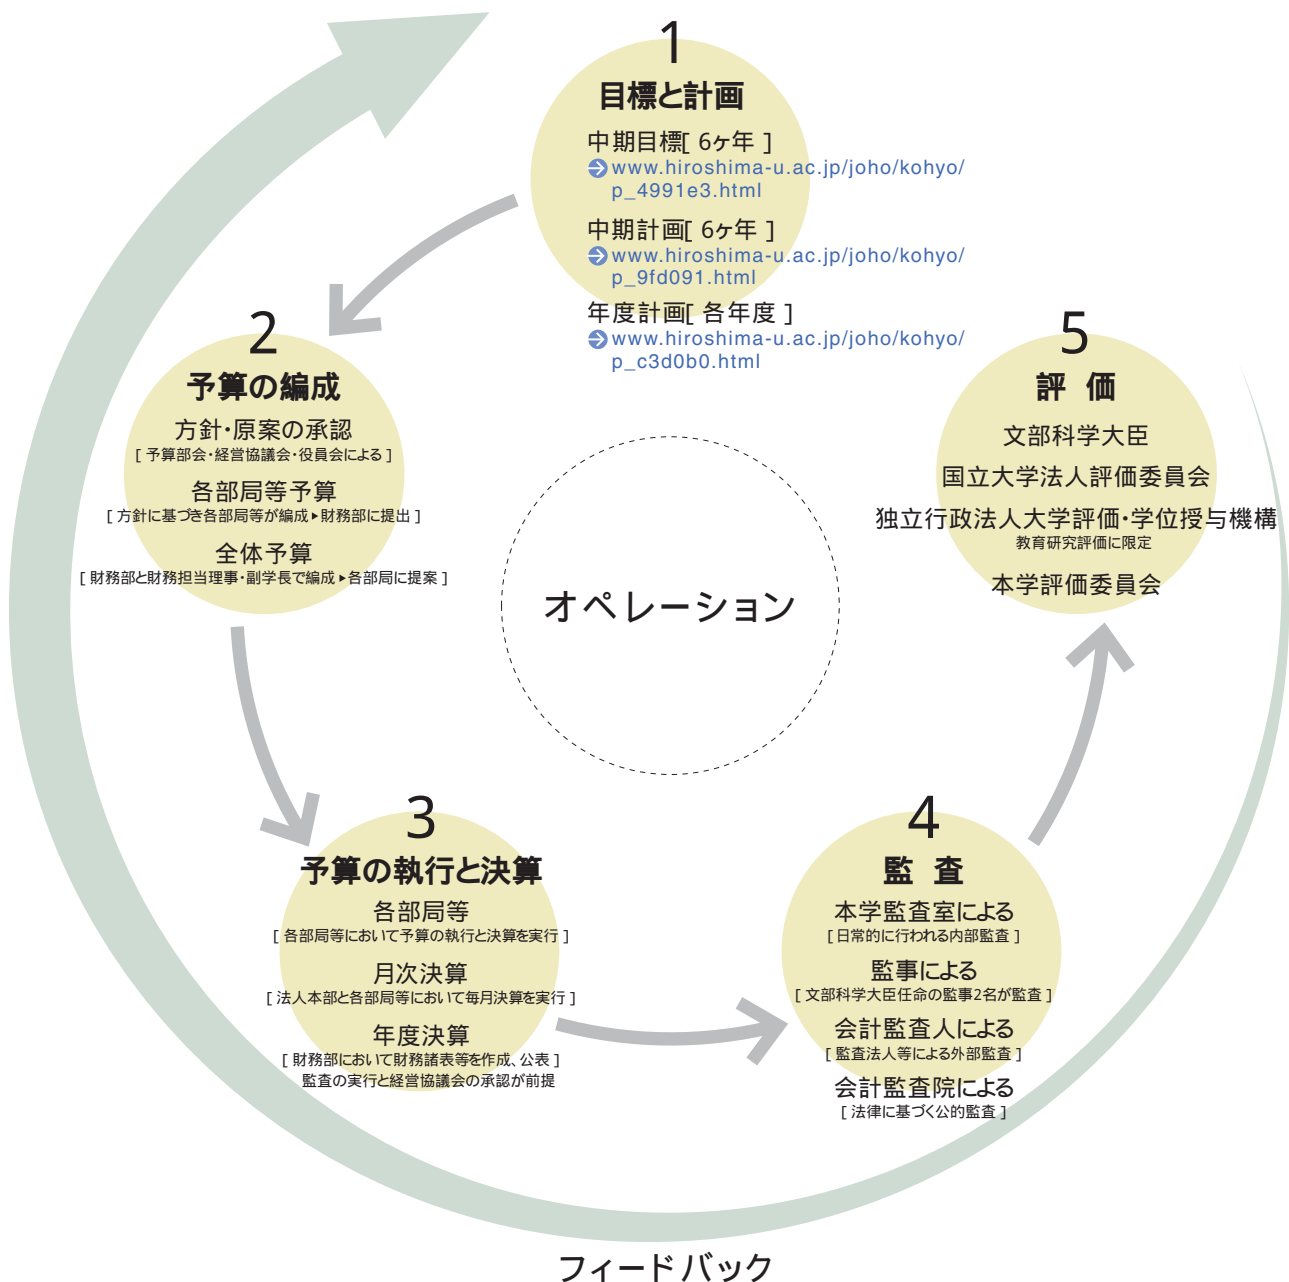 1
目標と計画
中期目標[ 6ヶ年 ]
www.hiroshima-u.ac.jp/joho/kohyo/
p_4991e3.html
中期計画[ 6ヶ年 ]
www.hiroshima-u.ac.jp/joho/kohyo/
p_9fd091.html
年度計画[ 各年度 ]
www.hiroshima-u.ac.jp/joho/kohyo/
p_c3d0b0.html
2
予算の編成
方針・原案の承認
[ 予算部会・経営協議会・役員会による ]
各部局等予算
[ 方針に基づき各部局等が編成▶財務部に提出 ]
全体予算
[ 財務部と財務担当理事・副学長で編成▶各部局に提案 ]
3
予算の執行と決算
各部局等
[ 各部局等において予算の執行と決算を実行 ]
月次決算
[ 法人本部と各部局等において毎月決算を実行 ]
年度決算
[ 財務部において財務諸表等を作成、公表 ]
監査の実行と経営協議会の承認が前提
4
監 査
本学監査室による
[ 日常的に行われる内部監査 ]
監事による
[ 文部科学大臣任命の監事2名が監査 ]
会計監査人による
[ 監査法人等による外部監査 ]
会計監査院による
[ 法律に基づく公的監査 ]
5
評 価
文部科学大臣
国立大学法人評価委員会
独立行政法人大学評価・学位授与機構
教育研究評価に限定
本学評価委員会
オペレーション
フィードバック